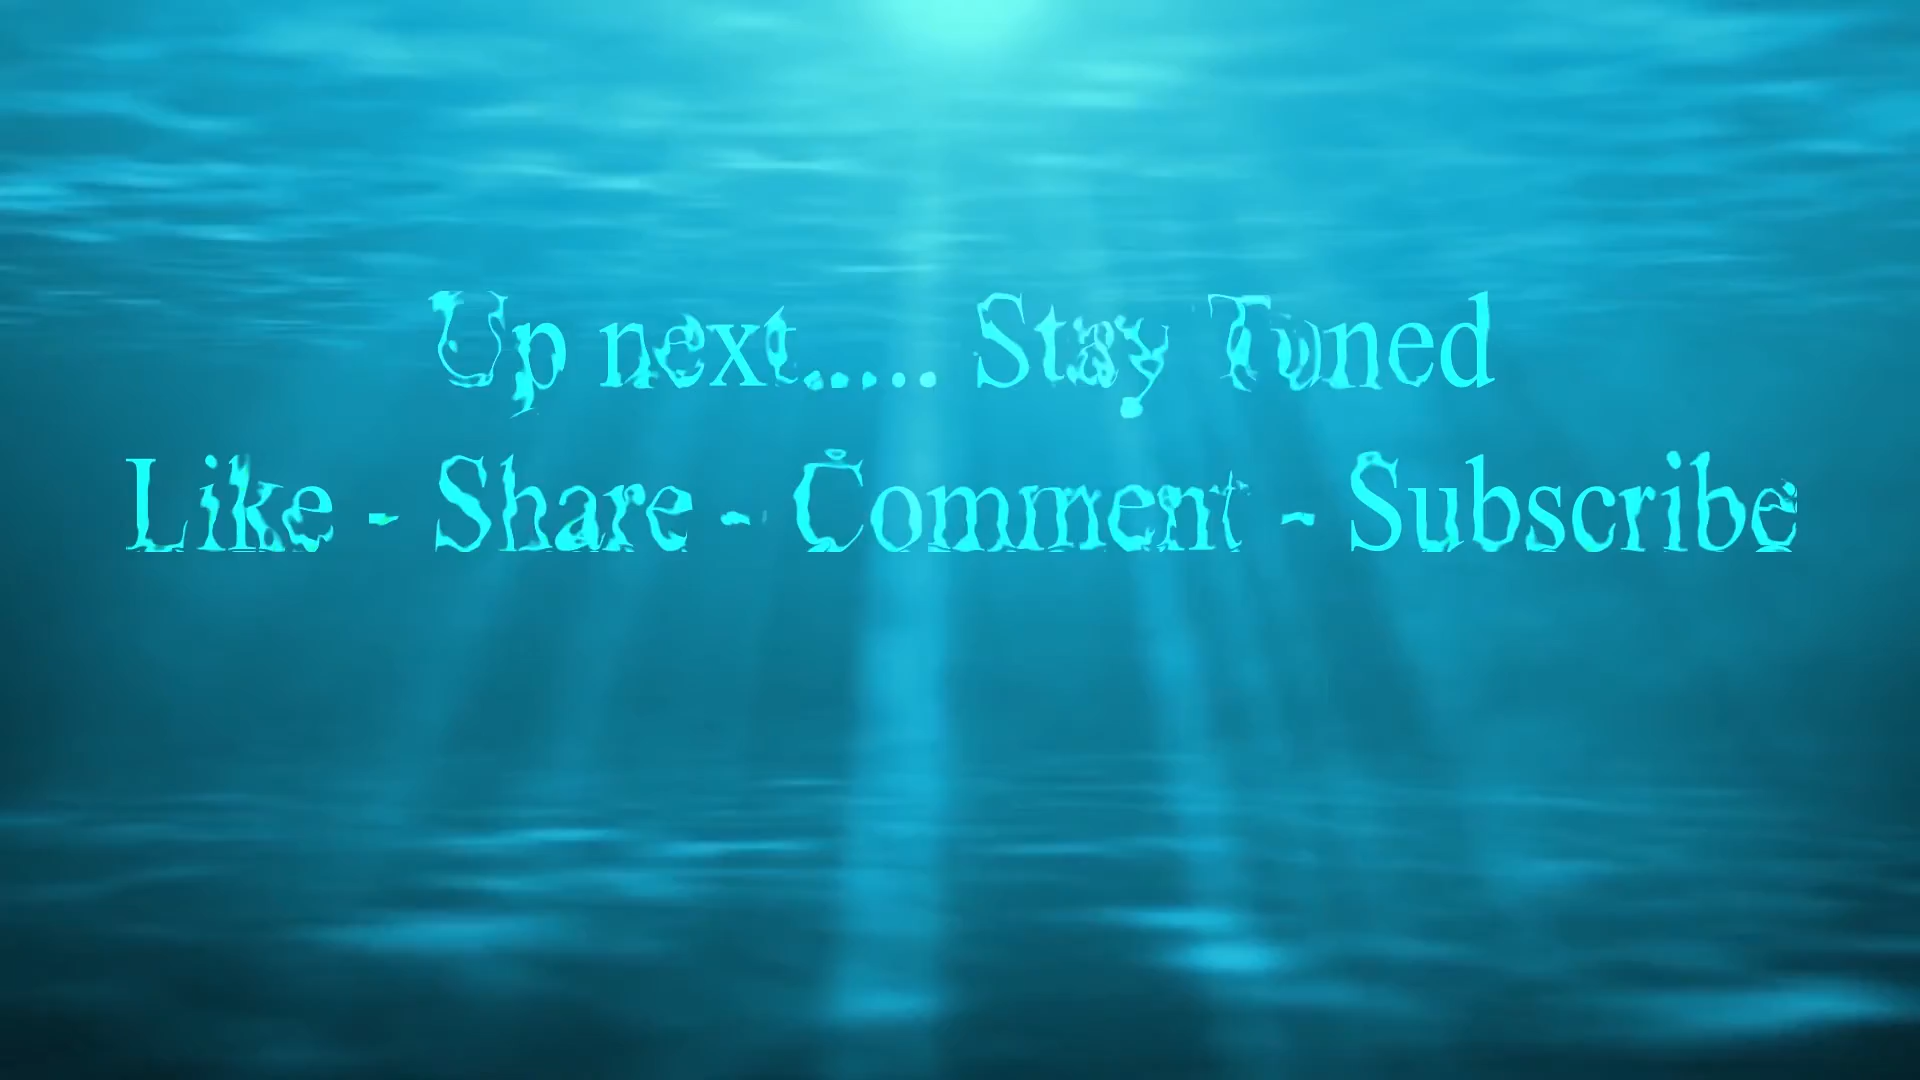 Up next..... Stay Tuned
Like - Share - Comment - Subscribe